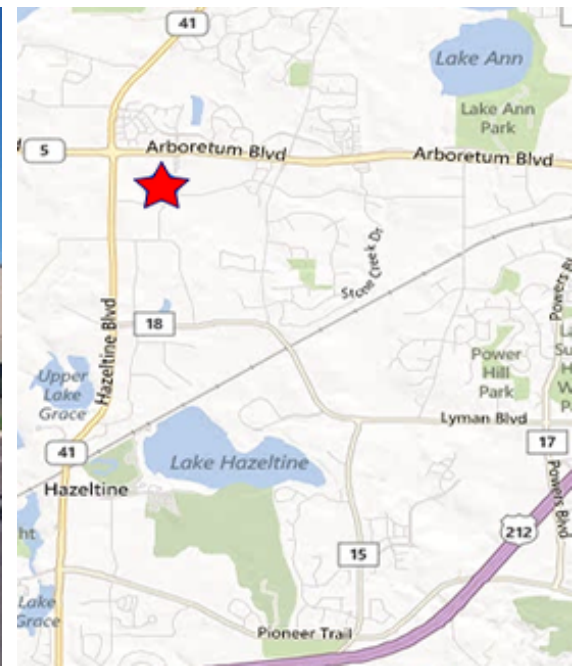 41
Lake Ann
Lake Ann
Park
5
Arboretum Blvd
Arboretum Blvd
Stone Creek Dr
Hazeltine Blvd
18
Upper
Lake
Grace
Power
Hill
Park
Lyman Blvd
17
Powers Blvd
41
Lake Hazeltine
Hazeltine
212
15
Lake
Grace
Pioneer Trail